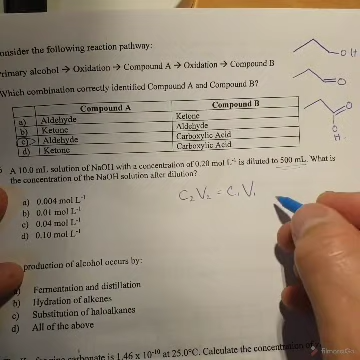 onsider the following reaction pathway:
Primary alcohol → Oxidation → Compound A → Oxidation → Compound B
Which combination correctly identified Compound A and Compound B?
Compound A Compound B
a) Aldehyde Ketone
b) Ketone Aldehyde
c) Aldehyde Carboxylic Acid
d) Ketone Carboxylic Acid
A 10.0 mL solution of NaOH with a concentration of 0.20 mol L⁻¹ is diluted to 500 mL. What is
the concentration of the NaOH solution after dilution?
a) 0.004 mol L⁻¹
b) 0.01 mol L⁻¹
c) 0.04 mol L⁻¹
d) 0.10 mol L⁻¹
C₂V₂ = C₁V₁
production of alcohol occurs by:
Fermentation and distillation
b) Hydration of alkenes
c) Substitution of haloalkanes
d) All of the above
carbonate is 1.46 x 10⁻¹⁰ at 25.0°C. Calculate the concentration of
OH
O
O
O
H